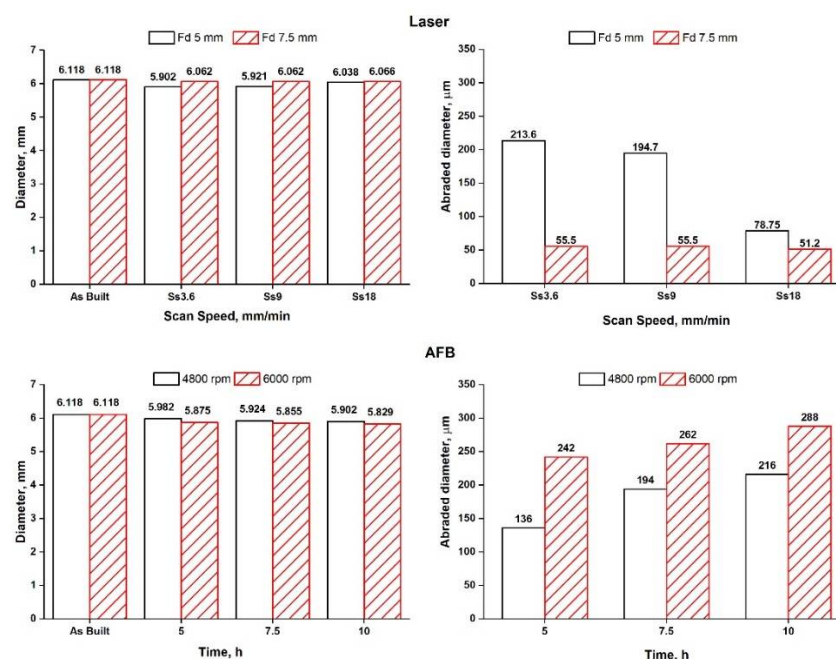 Laser
Fd 5 mm Fd 7.5 mm
Diameter, mm
7
6
5
4
3
2
1
0
6.118 6.118 5.902 6.062 5.921 6.062 6.038 6.066
As Built Ss3.6 Ss9 Ss18
Scan Speed, mm/min
Fd 5 mm Fd 7.5 mm
Abraded diameter, μm
350
300
250
200
150
100
50
0
213.6 55.5 194.7 55.5 78.75 51.2
Ss3.6 Ss9 Ss18
Scan Speed, mm/min
AFB
4800 rpm 6000 rpm
Diameter, mm
7
6
5
4
3
2
1
0
6.118 6.118 5.982 5.875 5.924 5.855 5.902 5.829
As Built 5 7.5 10
Time, h
4800 rpm 6000 rpm
Abraded diameter, μm
350
300
250
200
150
100
50
0
136 242 194 262 216 288
5 7.5 10
Time, h